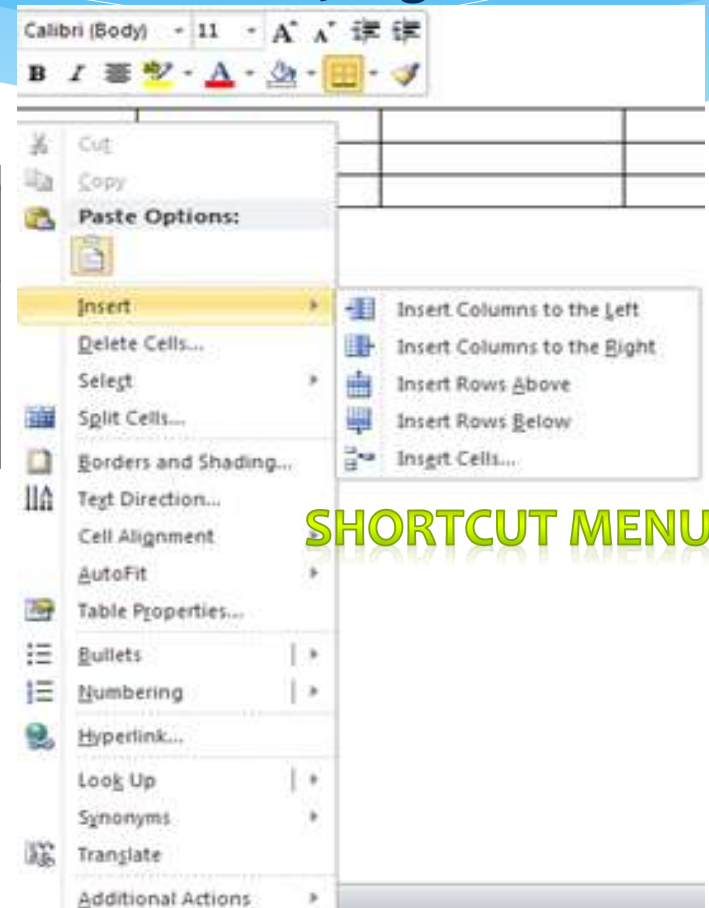 Calibri (Body) 11 A A
B I A
Cut
Copy
Paste Options:
Insert
Insert Columns to the Left
Delete Cells...
Insert Columns to the Right
Select
Insert Rows Above
Split Cells...
Insert Rows Below
Borders and Shading...
Insert Cells...
Text Direction...
SHORTCUT MENU
Cell Alignment
AutoFit
Table Properties...
Bullets
Numbering
Hyperlink...
Look Up
Synonyms
Translate
Additional Actions